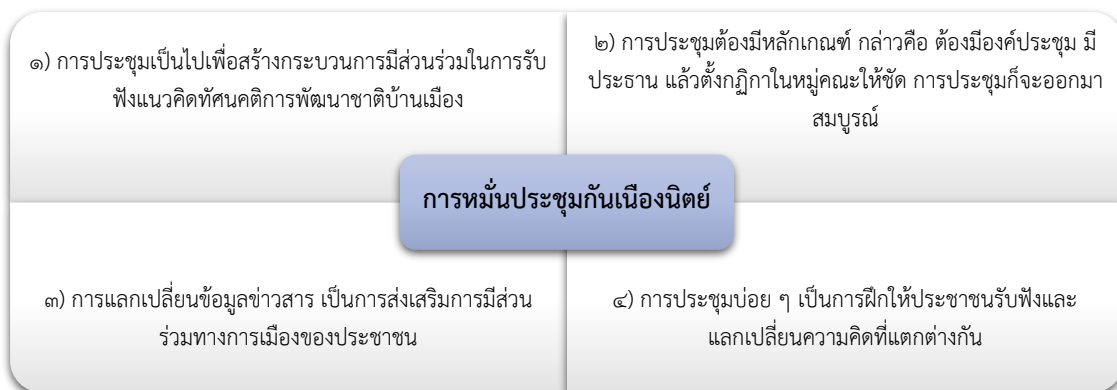 ๑) การประชุมเป็นไปเพื่อสร้างกระบวนการมีส่วนร่วมในการรับ
ฟังแนวคิดทัศนคติการพัฒนาชาติบ้านเมือง
๒) การประชุมต้องมีหลักเกณฑ์ กล่าวคือ ต้องมีองค์ประชุม มี
ประธาน แล้วตั้งกฏิกาในหมู่คณะให้ชัด การประชุมก็จะออกมา
สมบูรณ์
การหมั่นประชุมกันเนืองนิตย์
๓) การแลกเปลี่ยนข้อมูลข่าวสาร เป็นการส่งเสริมการมีส่วน
ร่วมทางการเมืองของประชาชน
๔) การประชุมบ่อย ๆ เป็นการฝึกให้ประชาชนรับฟังและ
แลกเปลี่ยนความคิดที่แตกต่างกัน